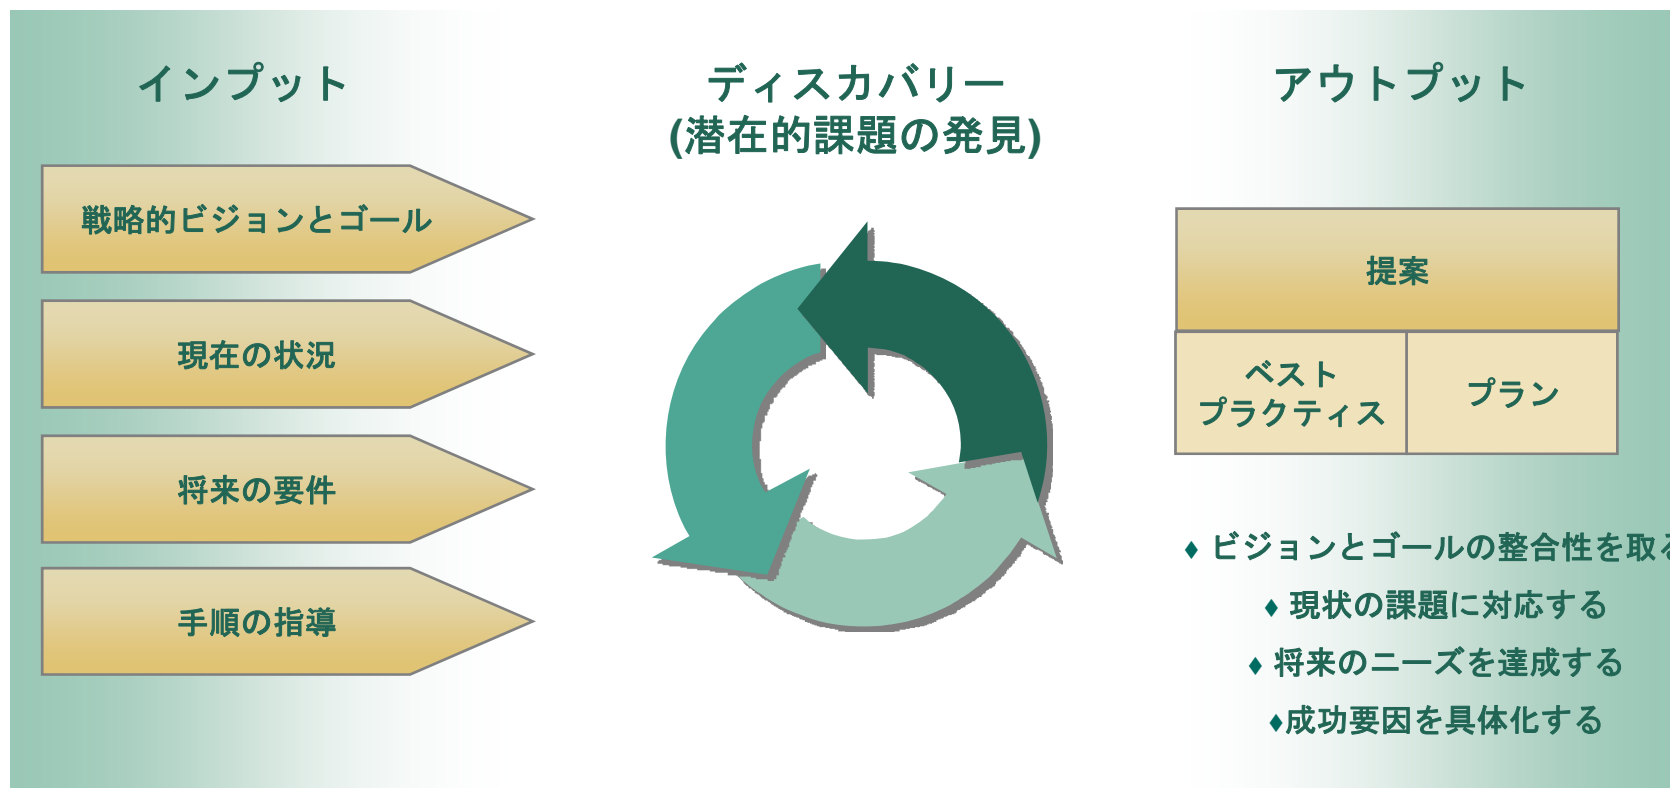 インプット
戦略的ビジョンとゴール
現在の状況
将来の要件
手順の指導
ディスカバリー
(潜在的課題の発見)
アウトプット
提案
ベスト
プラクティス
プラン
♦ ビジョンとゴールの整合性を取る
♦ 現状の課題に対応する
♦ 将来のニーズを達成する
♦成功要因を具体化する